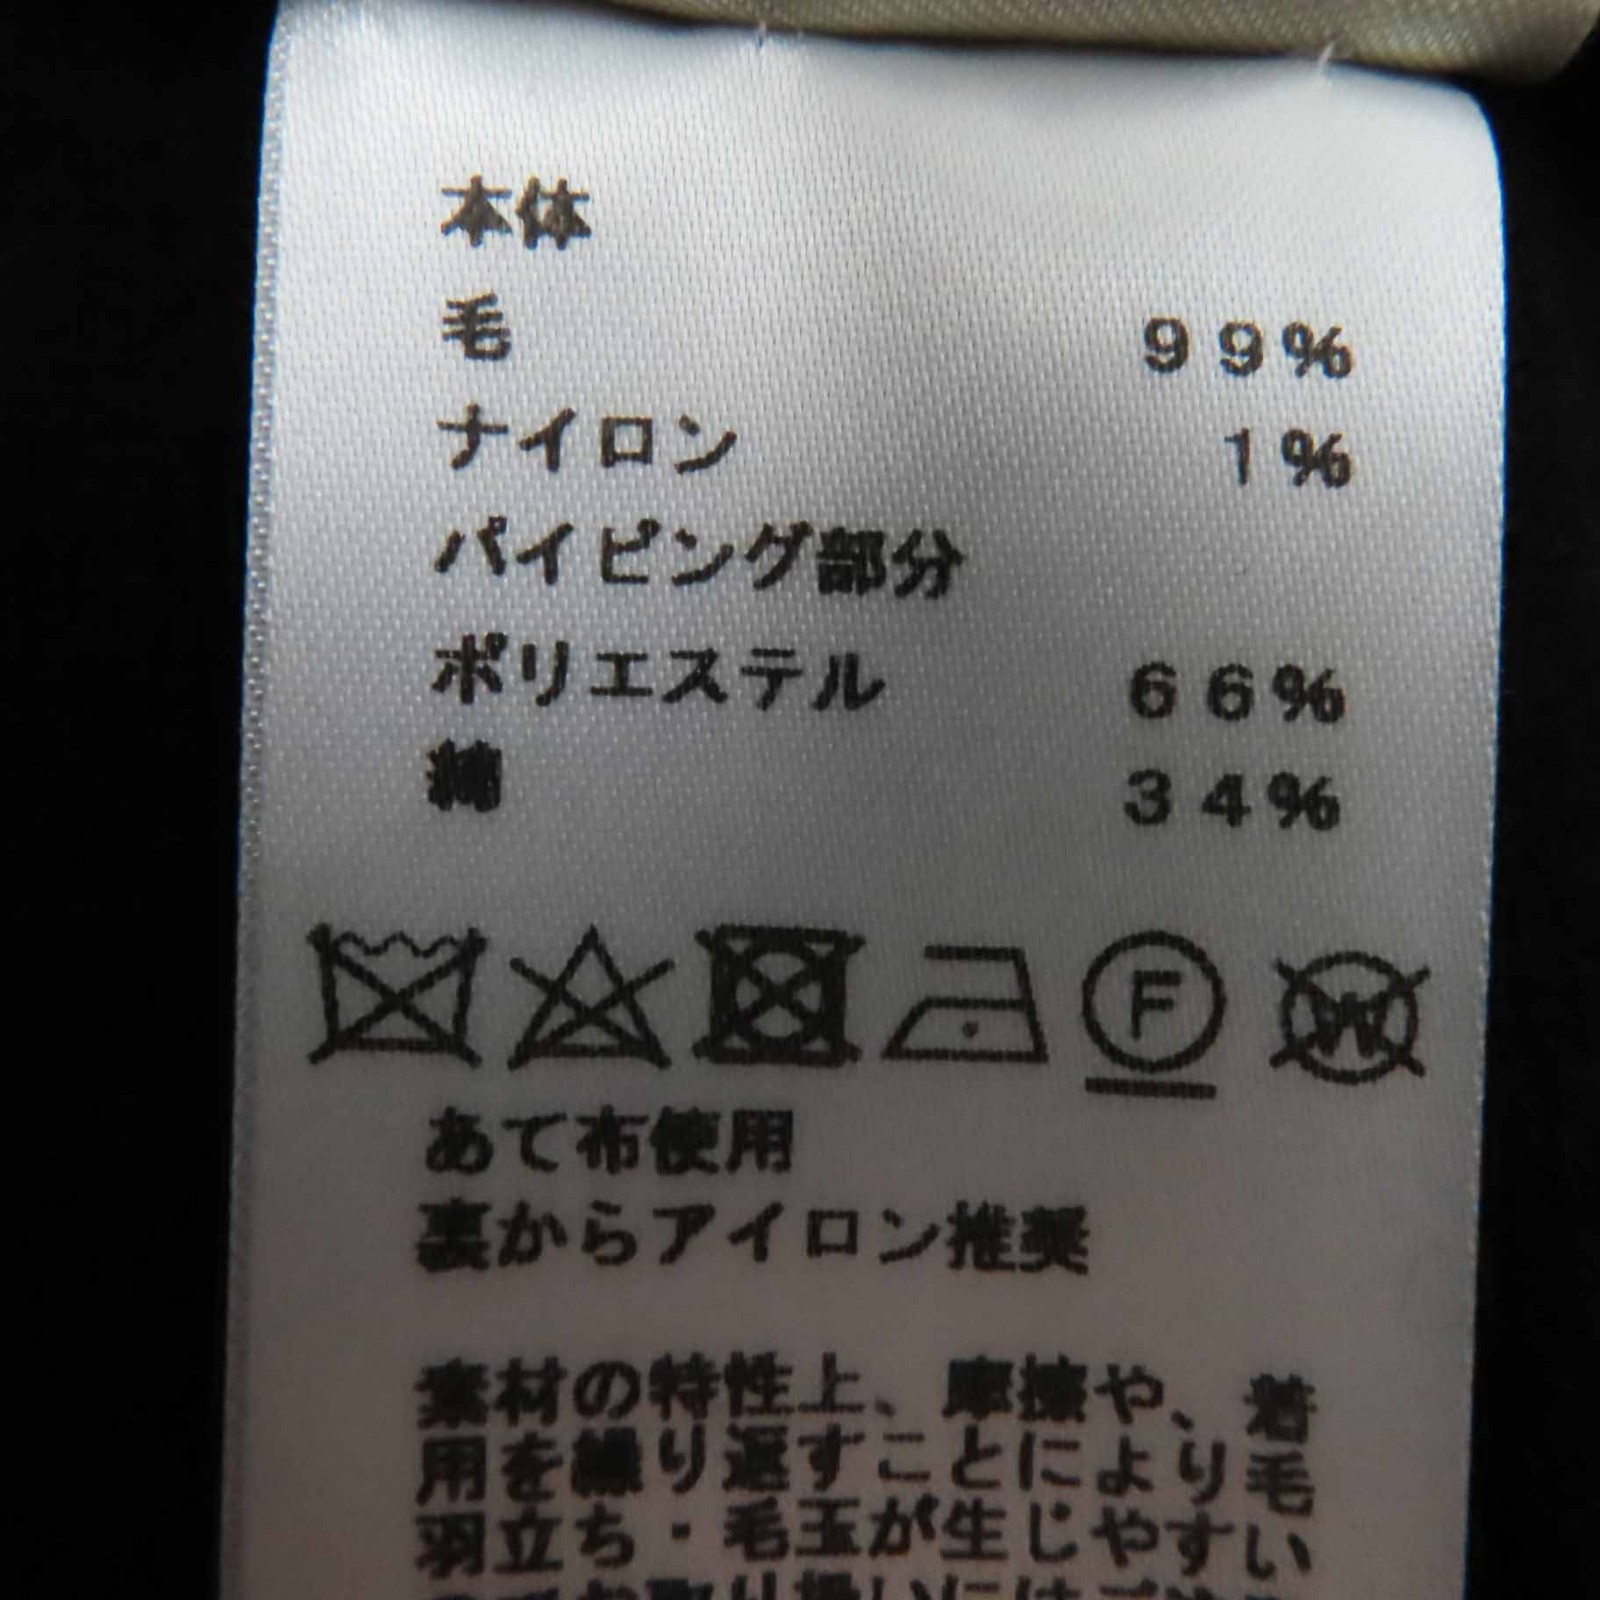 本体
毛 99%
ナイロン 1%
パイピング部分
ポリエステル 66%
綿 34%
F W
あて布使用
裏からアイロン推奨
素材の特性上、摩擦や、着
用を繰り返すことにより毛
羽立ち・毛玉が生じやすい